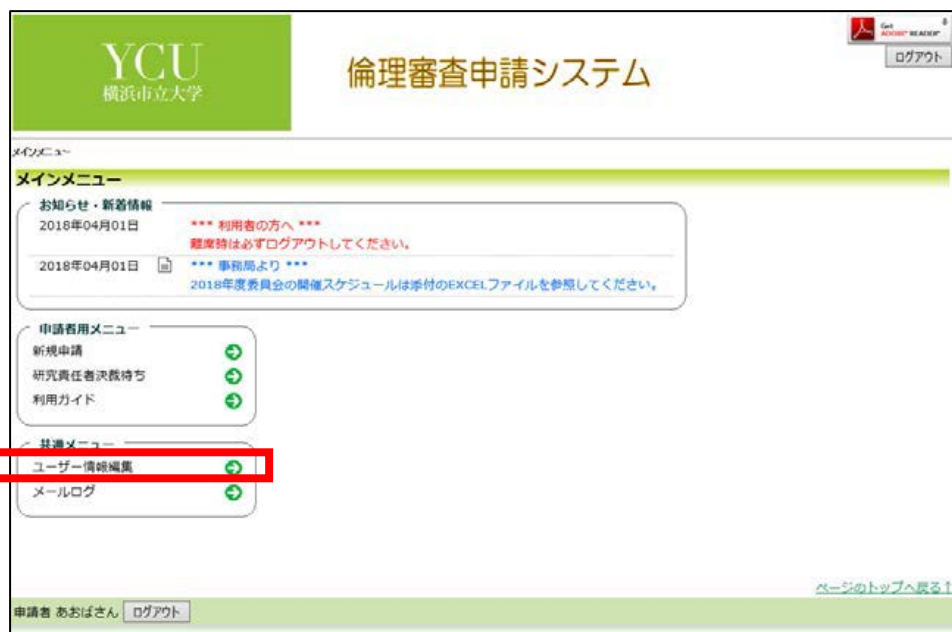 YCU
横浜市立大学
倫理審査申請システム
Get
ADOBE® READER®
ログアウト
メインメニュー
メインメニュー
お知らせ・新着情報
2018年04月01日 *** 利用者の方へ ***
離席時は必ずログアウトしてください。
2018年04月01日 *** 事務局より ***
2018年度委員会の開催スケジュールは添付のEXCELファイルを参照してください。
申請者用メニュー
新規申請
研究責任者決裁待ち
利用ガイド
共通メニュー
ユーザー情報編集
メールログ
ページのトップへ戻る↑
申請者 あおばさん ログアウト